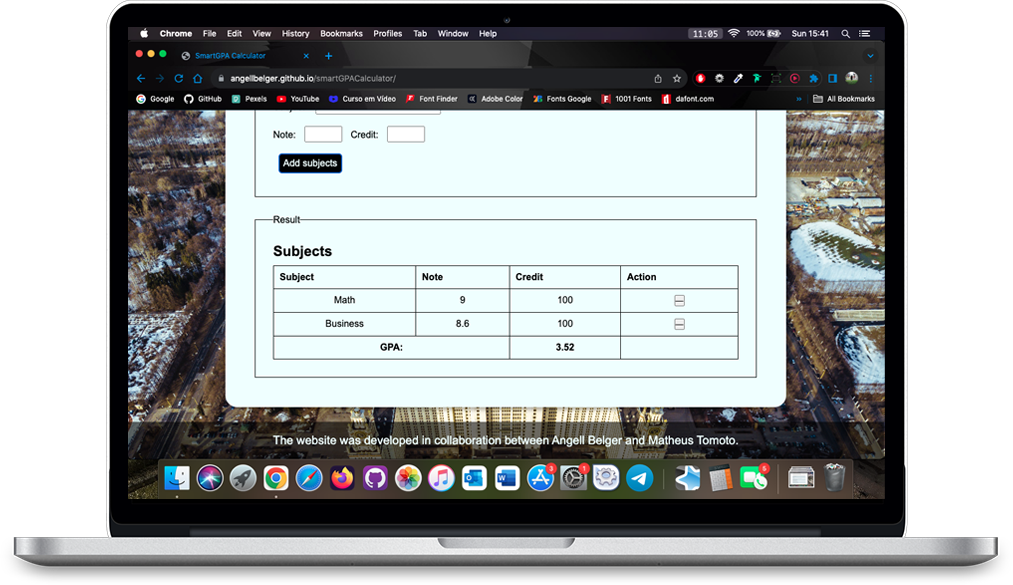 Chrome File Edit View History Bookmarks Profiles Tab Window Help 11:05 100% Sun 15:41
SmartGPA Calculator
angellbelger.github.io/smartGPACalculator/
Google GitHub Pexels YouTube Curso em Vídeo Font Finder Adobe Color Fonts Google 1001 Fonts dafont.com » All Bookmarks
Note: Credit:
Add subjects
Result
Subjects
Subject Note Credit Action
Math 9 100
Business 8.6 100
GPA: 3.52
The website was developed in collaboration between Angell Belger and Matheus Tomoto.